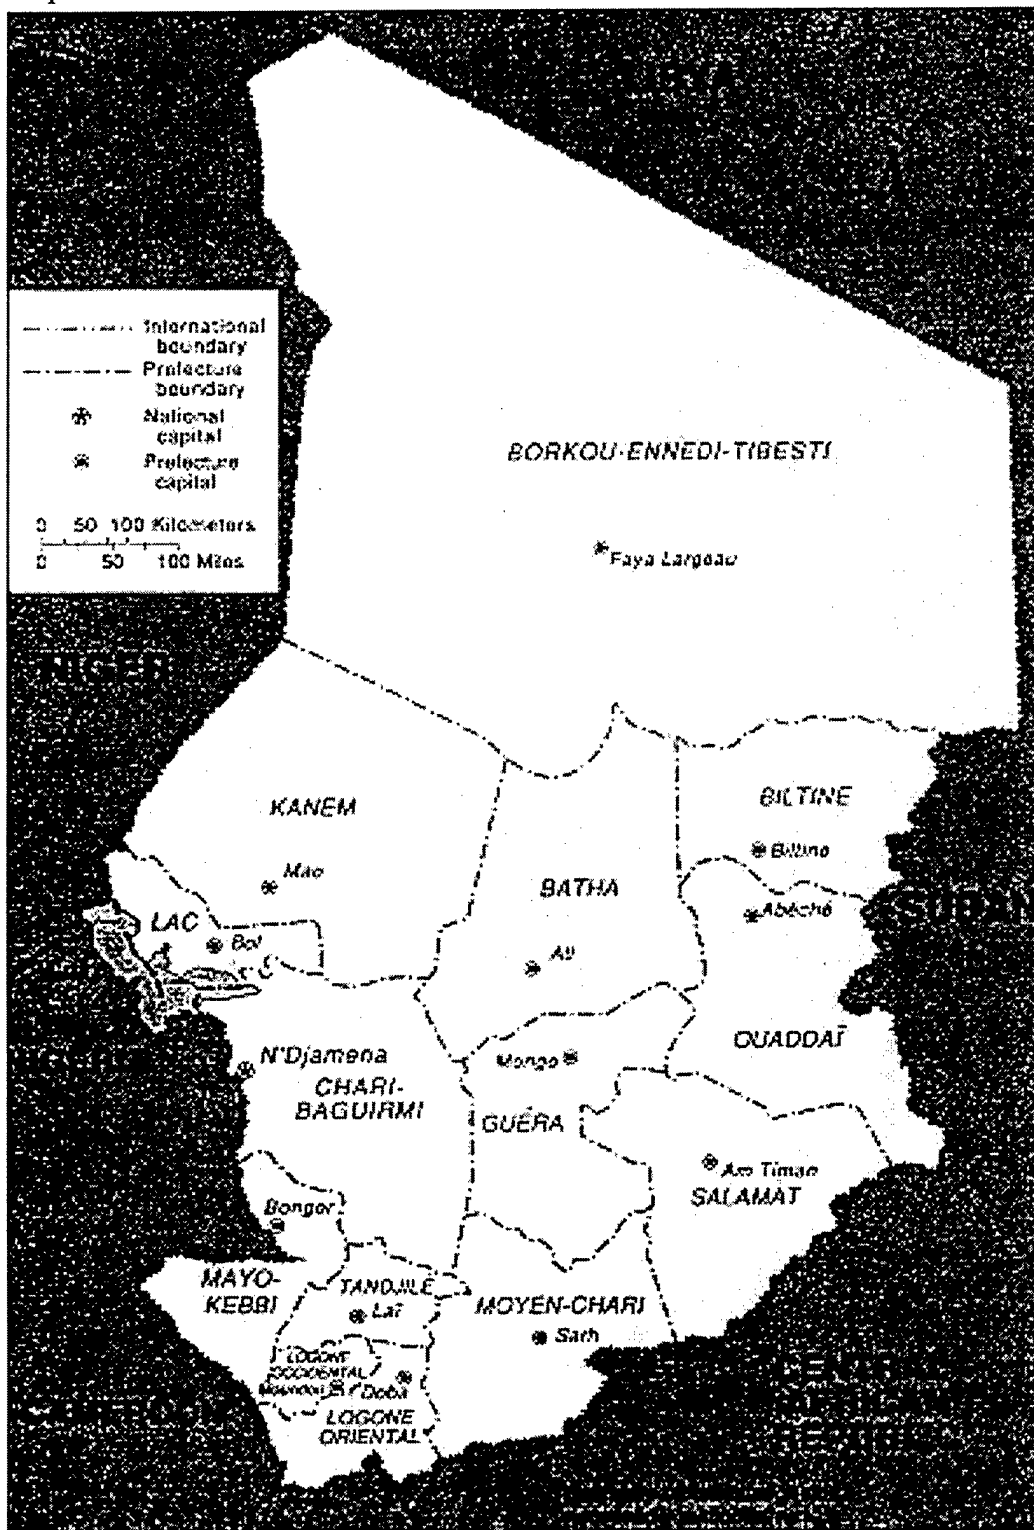 International
boundary
Prefecture
boundary
National
capital
Prefecture
capital
0 50 100 Kilometers
0 50 100 Miles
BORKOU-ENNEDI-TIBESTI
Faya Largeau
NIGER
KANEM
Mao
BILTINE
Biltine
BATHA
Abéché
SUDAN
LAC
Bol
Ati
OUADDAÏ
N'Djamena
Mongo
CHARI-
BAGUIRMI
GUÉRA
Am Timan
SALAMAT
Bongor
MAYO-
KEBBI
TANDJILÉ
Laï
MOYEN-CHARI
Sarh
LOGONE
OCCIDENTAL
Moundou
Doba
LOGONE
ORIENTAL